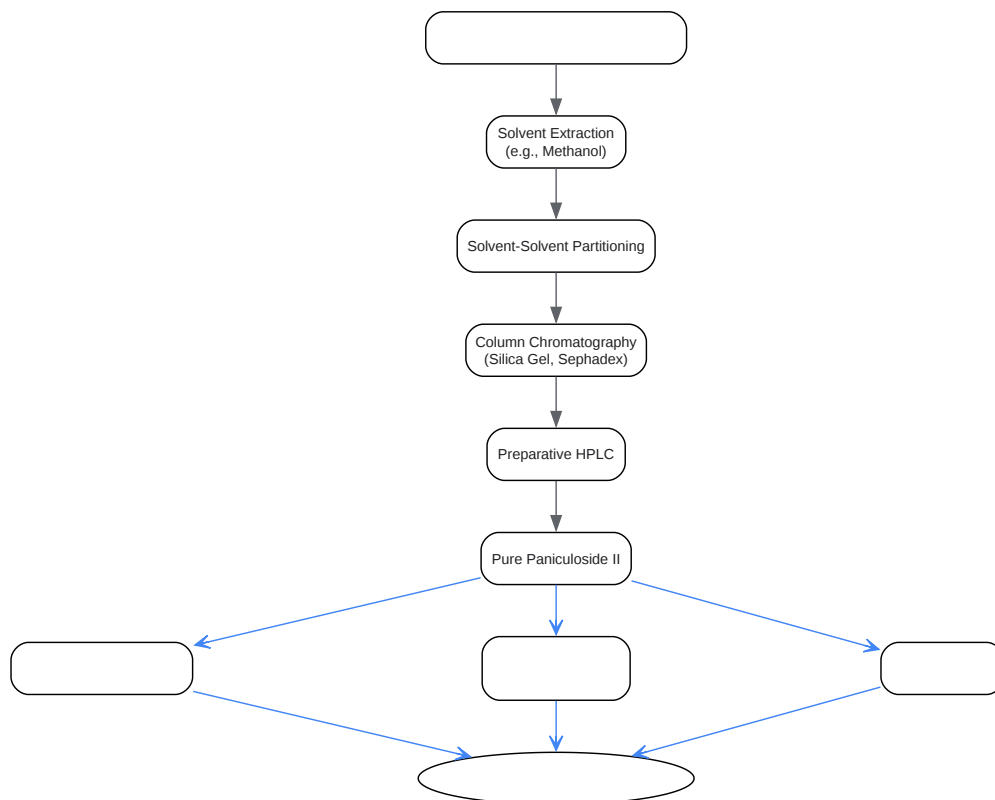 Solvent Extraction
(e.g., Methanol)
Solvent-Solvent Partitioning
Column Chromatography
(Silica Gel, Sephadex)
Preparative HPLC
Pure Paniculoside II